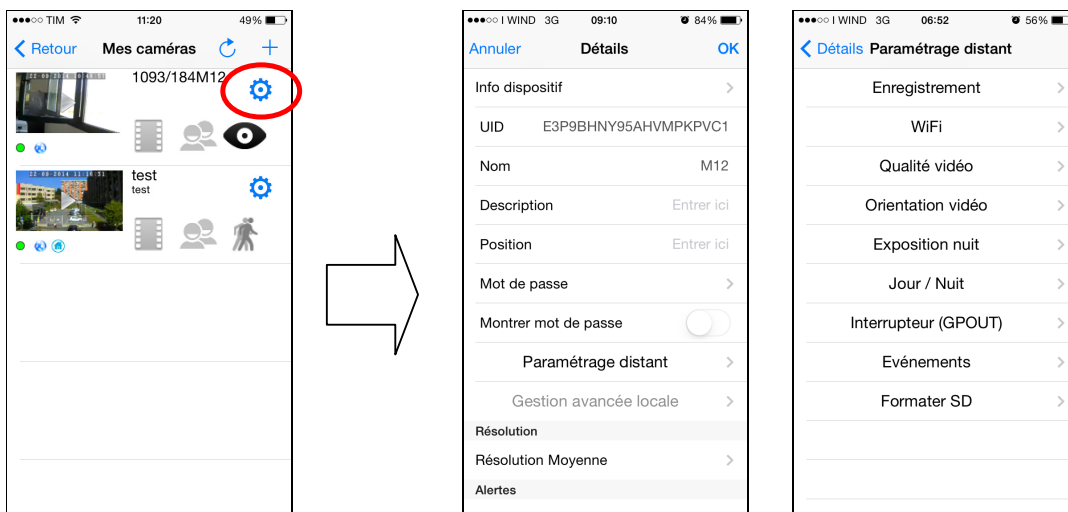 TIM 11:20 49%
Retour Mes caméras
1093/184M12
test
test
I WIND 3G 09:10 84%
Annuler Détails OK
Info dispositif
UID E3P9BHNY95AHVMPKPVC1
Nom M12
Description Entrer ici
Position Entrer ici
Mot de passe
Montrer mot de passe
Paramétrage distant
Gestion avancée locale
Résolution
Résolution Moyenne
Alertes
I WIND 3G 06:52 56%
Détails Paramétrage distant
Enregistrement
WiFi
Qualité vidéo
Orientation vidéo
Exposition nuit
Jour / Nuit
Interrupteur (GPOUT)
Evénements
Formater SD